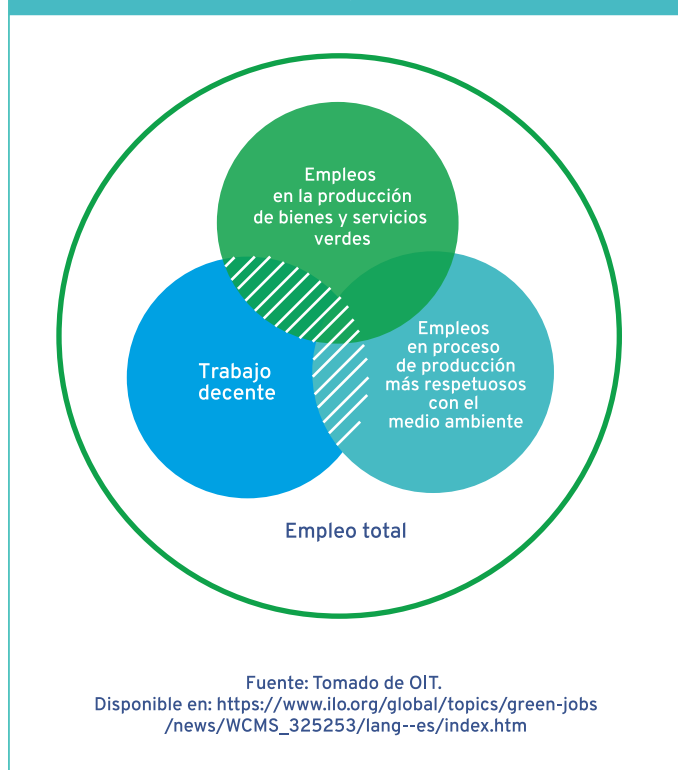 Empleos
en la producción
de bienes y servicios
verdes
Empleos
en proceso
de producción
más respetuosos
con el
medio ambiente
Trabajo
decente
Empleo total
Fuente: Tomado de OIT.
Disponible en: https://www.ilo.org/global/topics/green-jobs
/news/WCMS_325253/lang--es/index.htm